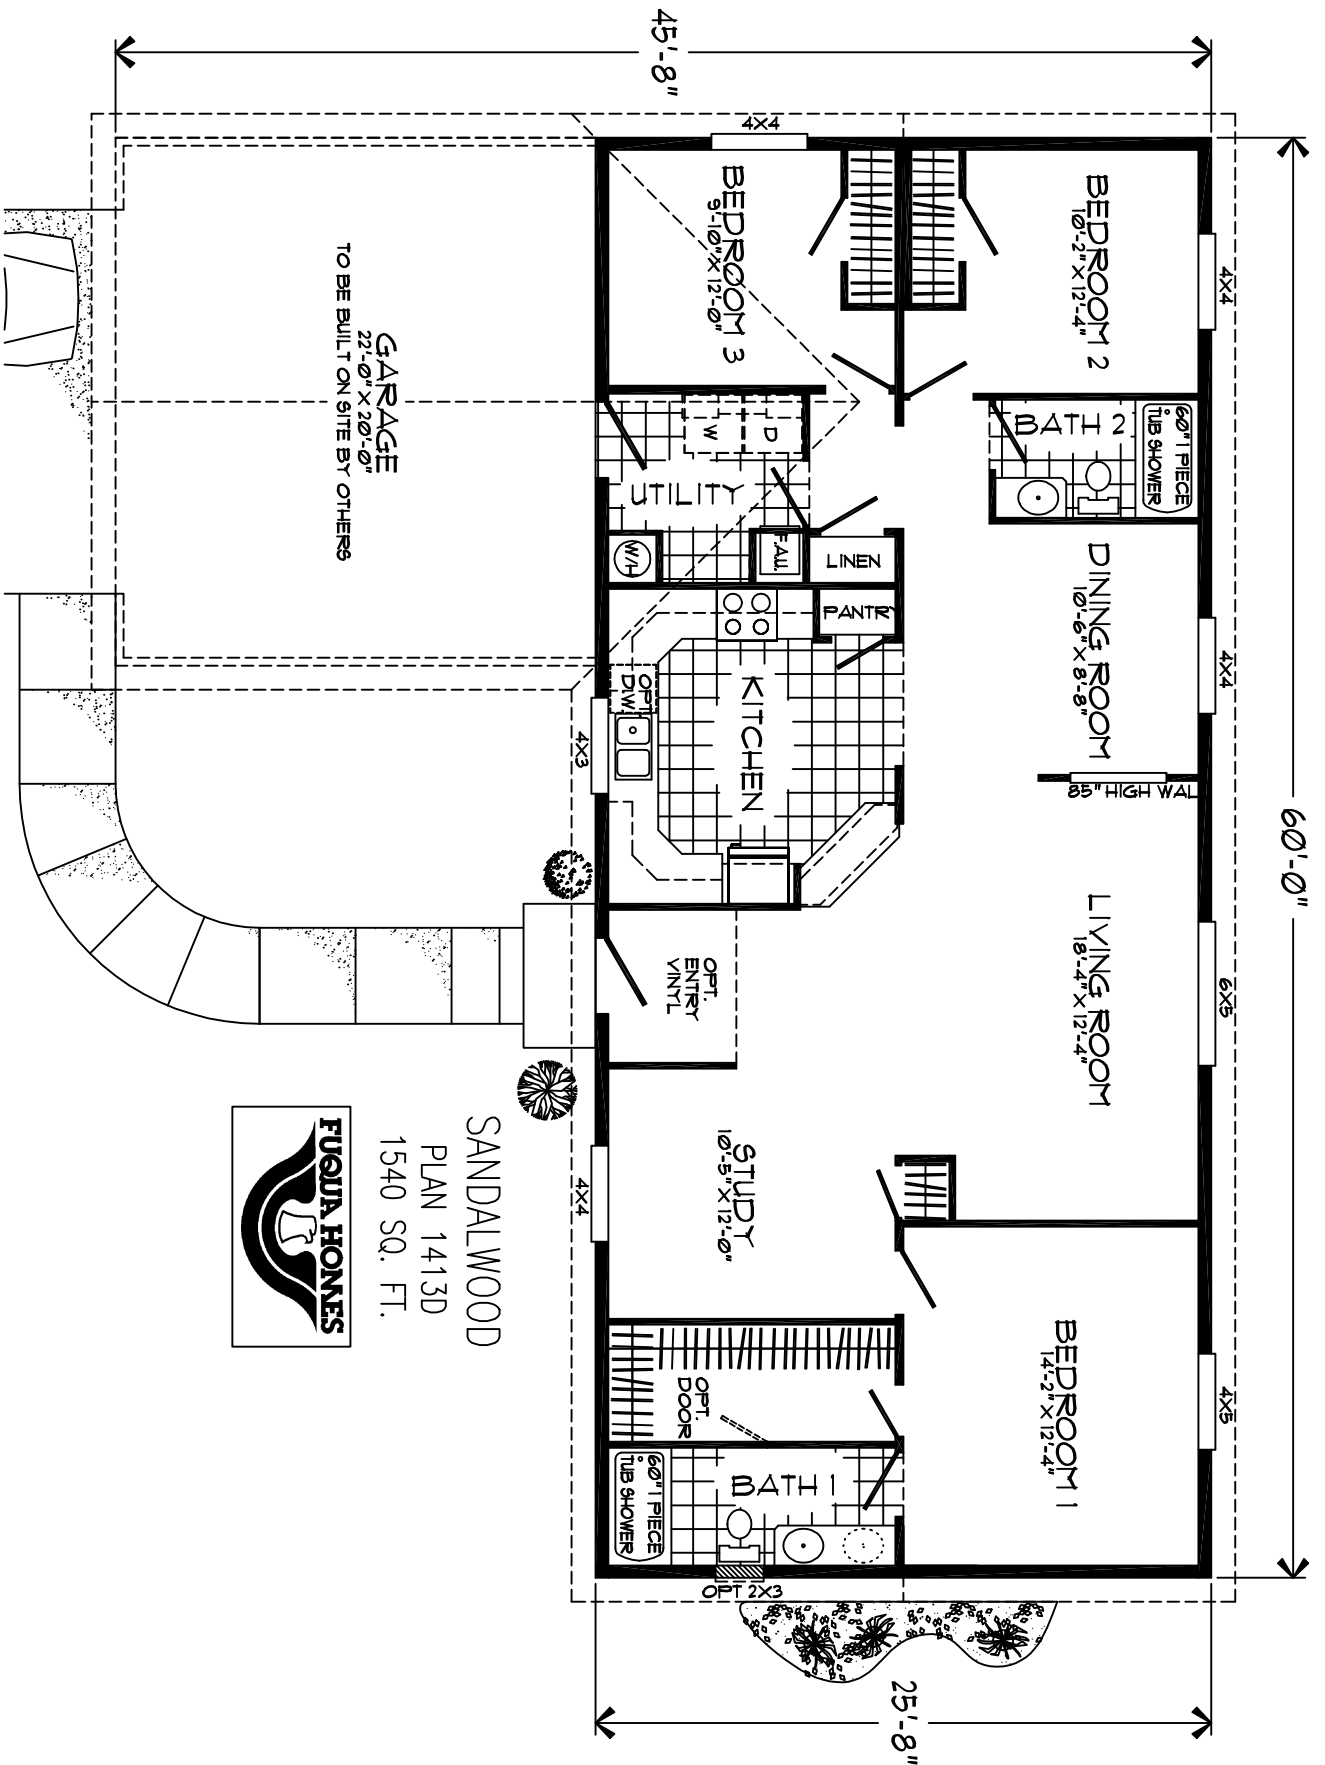 60'-0"
4X4
4X4
6X5
4X5
BEDROOM 2
10'-2" X 12'-4"
BATH 2
60" 1 PIECE
TUB SHOWER
DINING ROOM
10'-6" X 8'-8"
85" HIGH WAL
LIVING ROOM
18'-4" X 12'-4"
BEDROOM 1
14'-2" X 12'-4"
45'-8"
25'-8"
4X4
BEDROOM 3
9'-10" X 12'-0"
W
D
UTILITY
F.A.U.
W/H
LINEN
PANTRY
KITCHEN
OPT
D.W.
OPT.
ENTRY
VINYL
STUDY
10'-5" X 12'-0"
OPT.
DOOR
BATH 1
60" 1 PIECE
TUB SHOWER
OPT 2X3
4X3
4X4
GARAGE
22'-0" X 20'-0"
TO BE BUILT ON SITE BY OTHERS
SANDALWOOD
PLAN 1413D
1540 SQ. FT.
FUQUA HOMES